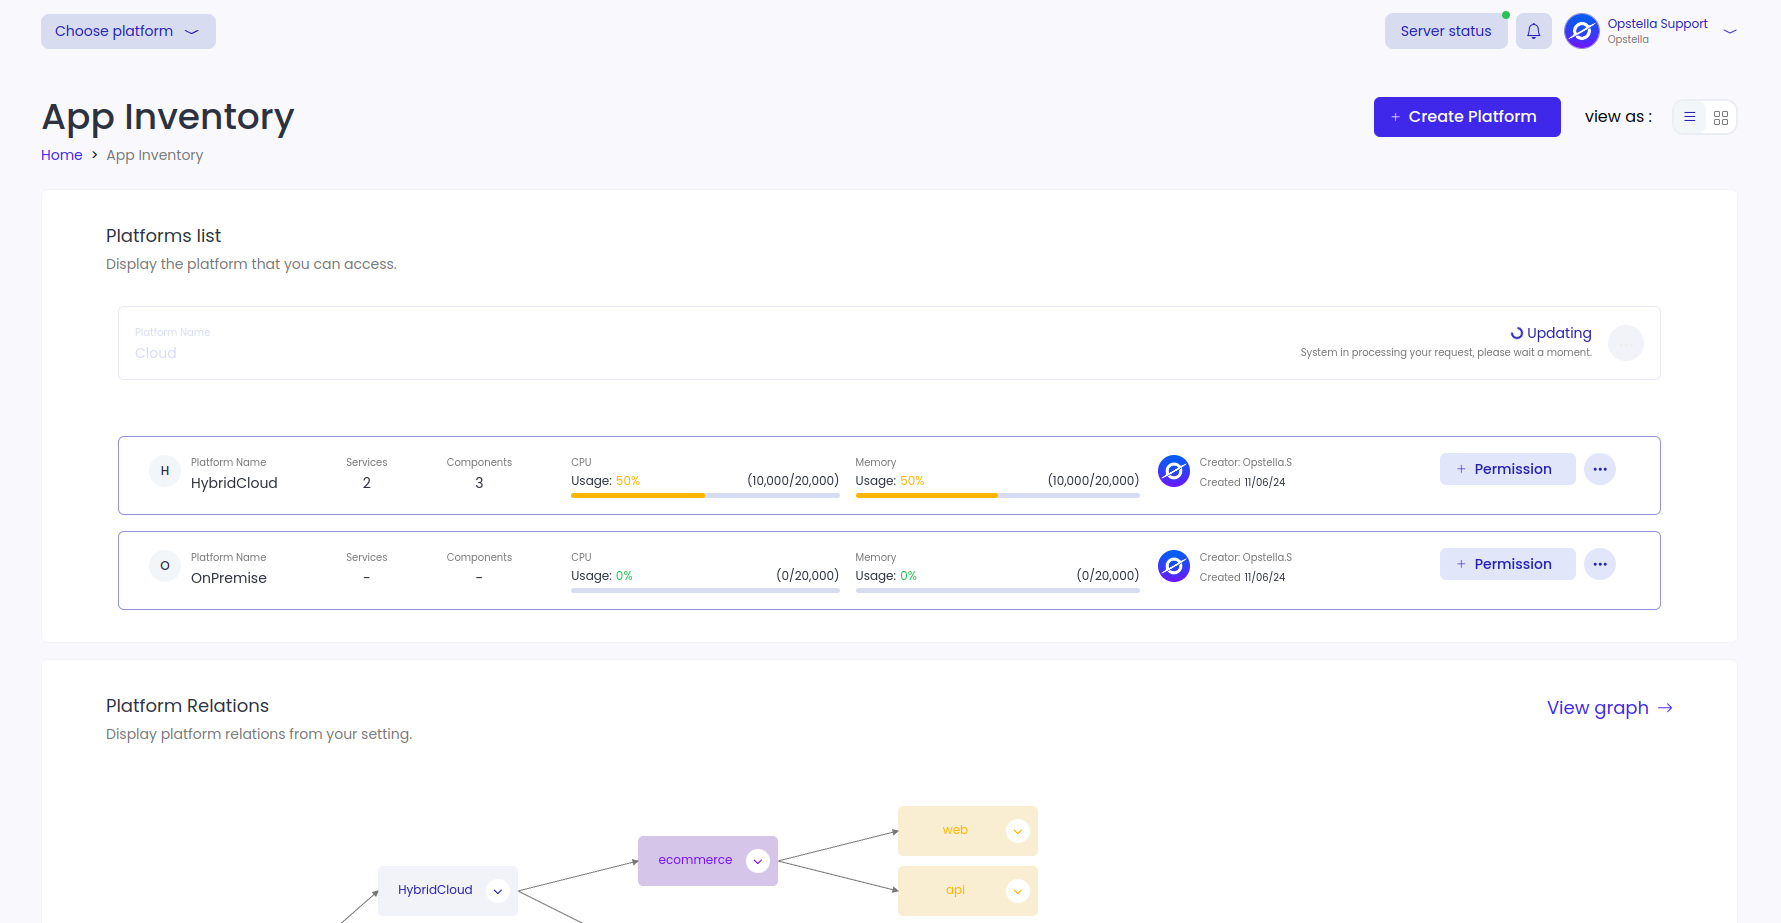 Choose platform
Server status
Opstella Support
Opstella
App Inventory
+ Create Platform
view as :
Home > App Inventory
Platforms list
Display the platform that you can access.
Platform Name
Cloud
Updating
System in processing your request, please wait a moment.
H
Platform Name
HybridCloud
Services
2
Components
3
CPU
Usage: 50% (10,000/20,000)
Memory
Usage: 50% (10,000/20,000)
Creator: Opstella.S
Created 11/06/24
+ Permission
O
Platform Name
OnPremise
Services
-
Components
-
CPU
Usage: 0% (0/20,000)
Memory
Usage: 0% (0/20,000)
Creator: Opstella.S
Created 11/06/24
+ Permission
Platform Relations
View graph →
Display platform relations from your setting.
web
ecommerce
HybridCloud
api